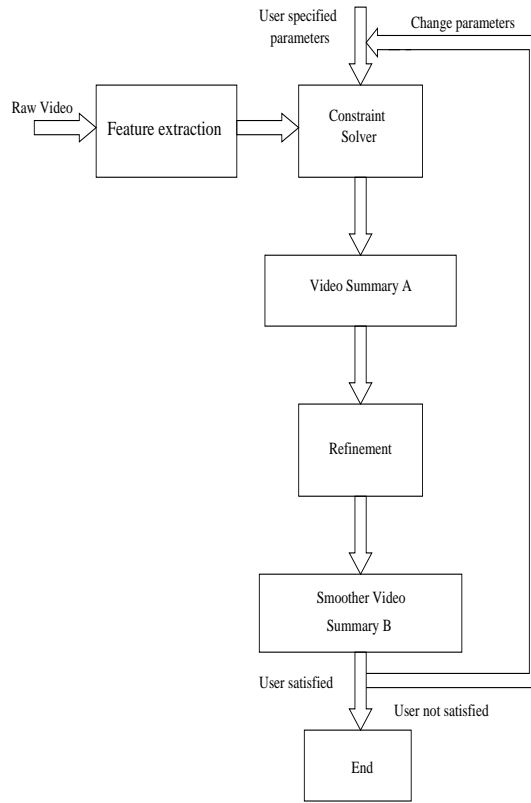 User specified
parameters
Change parameters
Raw Video
Feature extraction
Constraint
Solver
Video Summary A
Refinement
Smoother Video
Summary B
User satisfied
User not satisfied
End